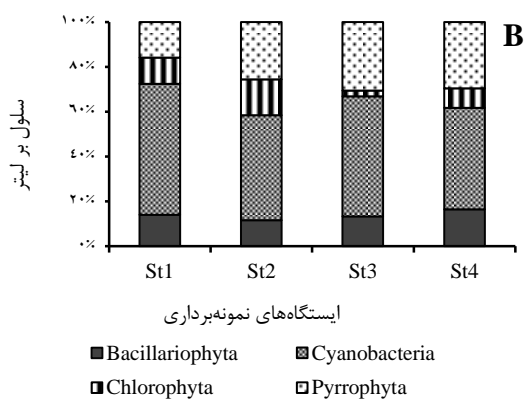 B
۱۰۰%
۸۰%
۶۰%
۴۰%
۲۰%
۰%
سلول بر لیتر
St1 St2 St3 St4
ایستگاه‌های نمونه‌برداری
Bacillariophyta Cyanobacteria
Chlorophyta Pyrrophyta